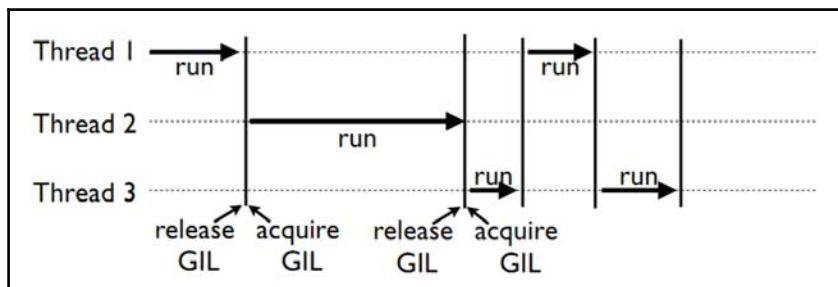 Thread 1
run
run
Thread 2
run
Thread 3
run
run
release acquire release acquire
GIL GIL GIL GIL